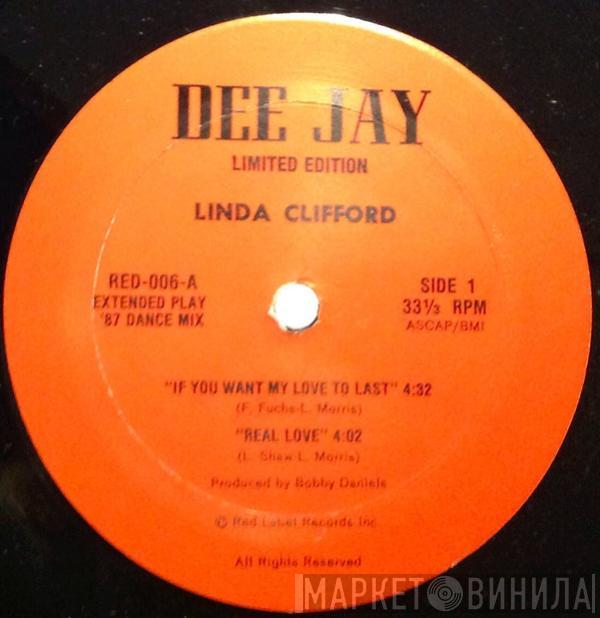 DEE JAY
LIMITED EDITION
LINDA CLIFFORD
RED-006-A
EXTENDED PLAY
'87 DANCE MIX
SIDE 1
33⅓ RPM
ASCAP/BMI
"IF YOU WANT MY LOVE TO LAST" 4:32
(F. Fuchs-L. Morris)
"REAL LOVE" 4:02
(L. Shaw-L. Morris)
Produced by Bobby Daniels
© Red Label Records Inc.
All Rights Reserved
МАРКЕТ ВИНИЛА